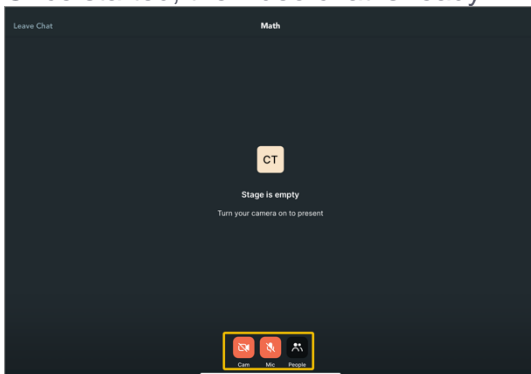 Leave Chat Math
CT
Stage is empty
Turn your camera on to present
Cam Mic People